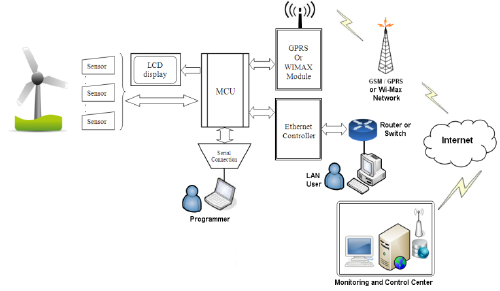 Sensor
Sensor
Sensor
LCD
display
MCU
GPRS
Or
WIMAX
Module
GSM / GPRS
or Wi-Max
Network
Ethernet
Controller
Router or
Switch
Internet
Serial
Connection
LAN
User
Programmer
Monitoring and Control Center